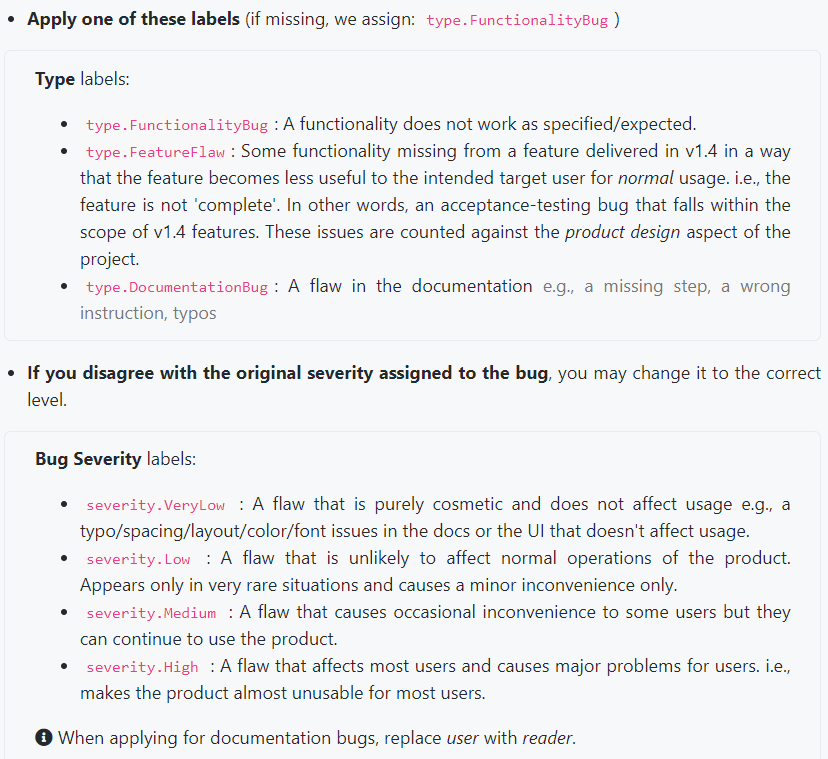 • Apply one of these labels (if missing, we assign: type.FunctionalityBug )
Type labels:
• type.FunctionalityBug : A functionality does not work as specified/expected.
• type.FeatureFlaw : Some functionality missing from a feature delivered in v1.4 in a way
that the feature becomes less useful to the intended target user for normal usage. i.e., the
feature is not 'complete'. In other words, an acceptance-testing bug that falls within the
scope of v1.4 features. These issues are counted against the product design aspect of the
project.
• type.DocumentationBug : A flaw in the documentation e.g., a missing step, a wrong
instruction, typos
• If you disagree with the original severity assigned to the bug, you may change it to the correct
level.
Bug Severity labels:
• severity.VeryLow : A flaw that is purely cosmetic and does not affect usage e.g., a
typo/spacing/layout/color/font issues in the docs or the UI that doesn't affect usage.
• severity.Low : A flaw that is unlikely to affect normal operations of the product.
Appears only in very rare situations and causes a minor inconvenience only.
• severity.Medium : A flaw that causes occasional inconvenience to some users but they
can continue to use the product.
• severity.High : A flaw that affects most users and causes major problems for users. i.e.,
makes the product almost unusable for most users.
When applying for documentation bugs, replace user with reader.